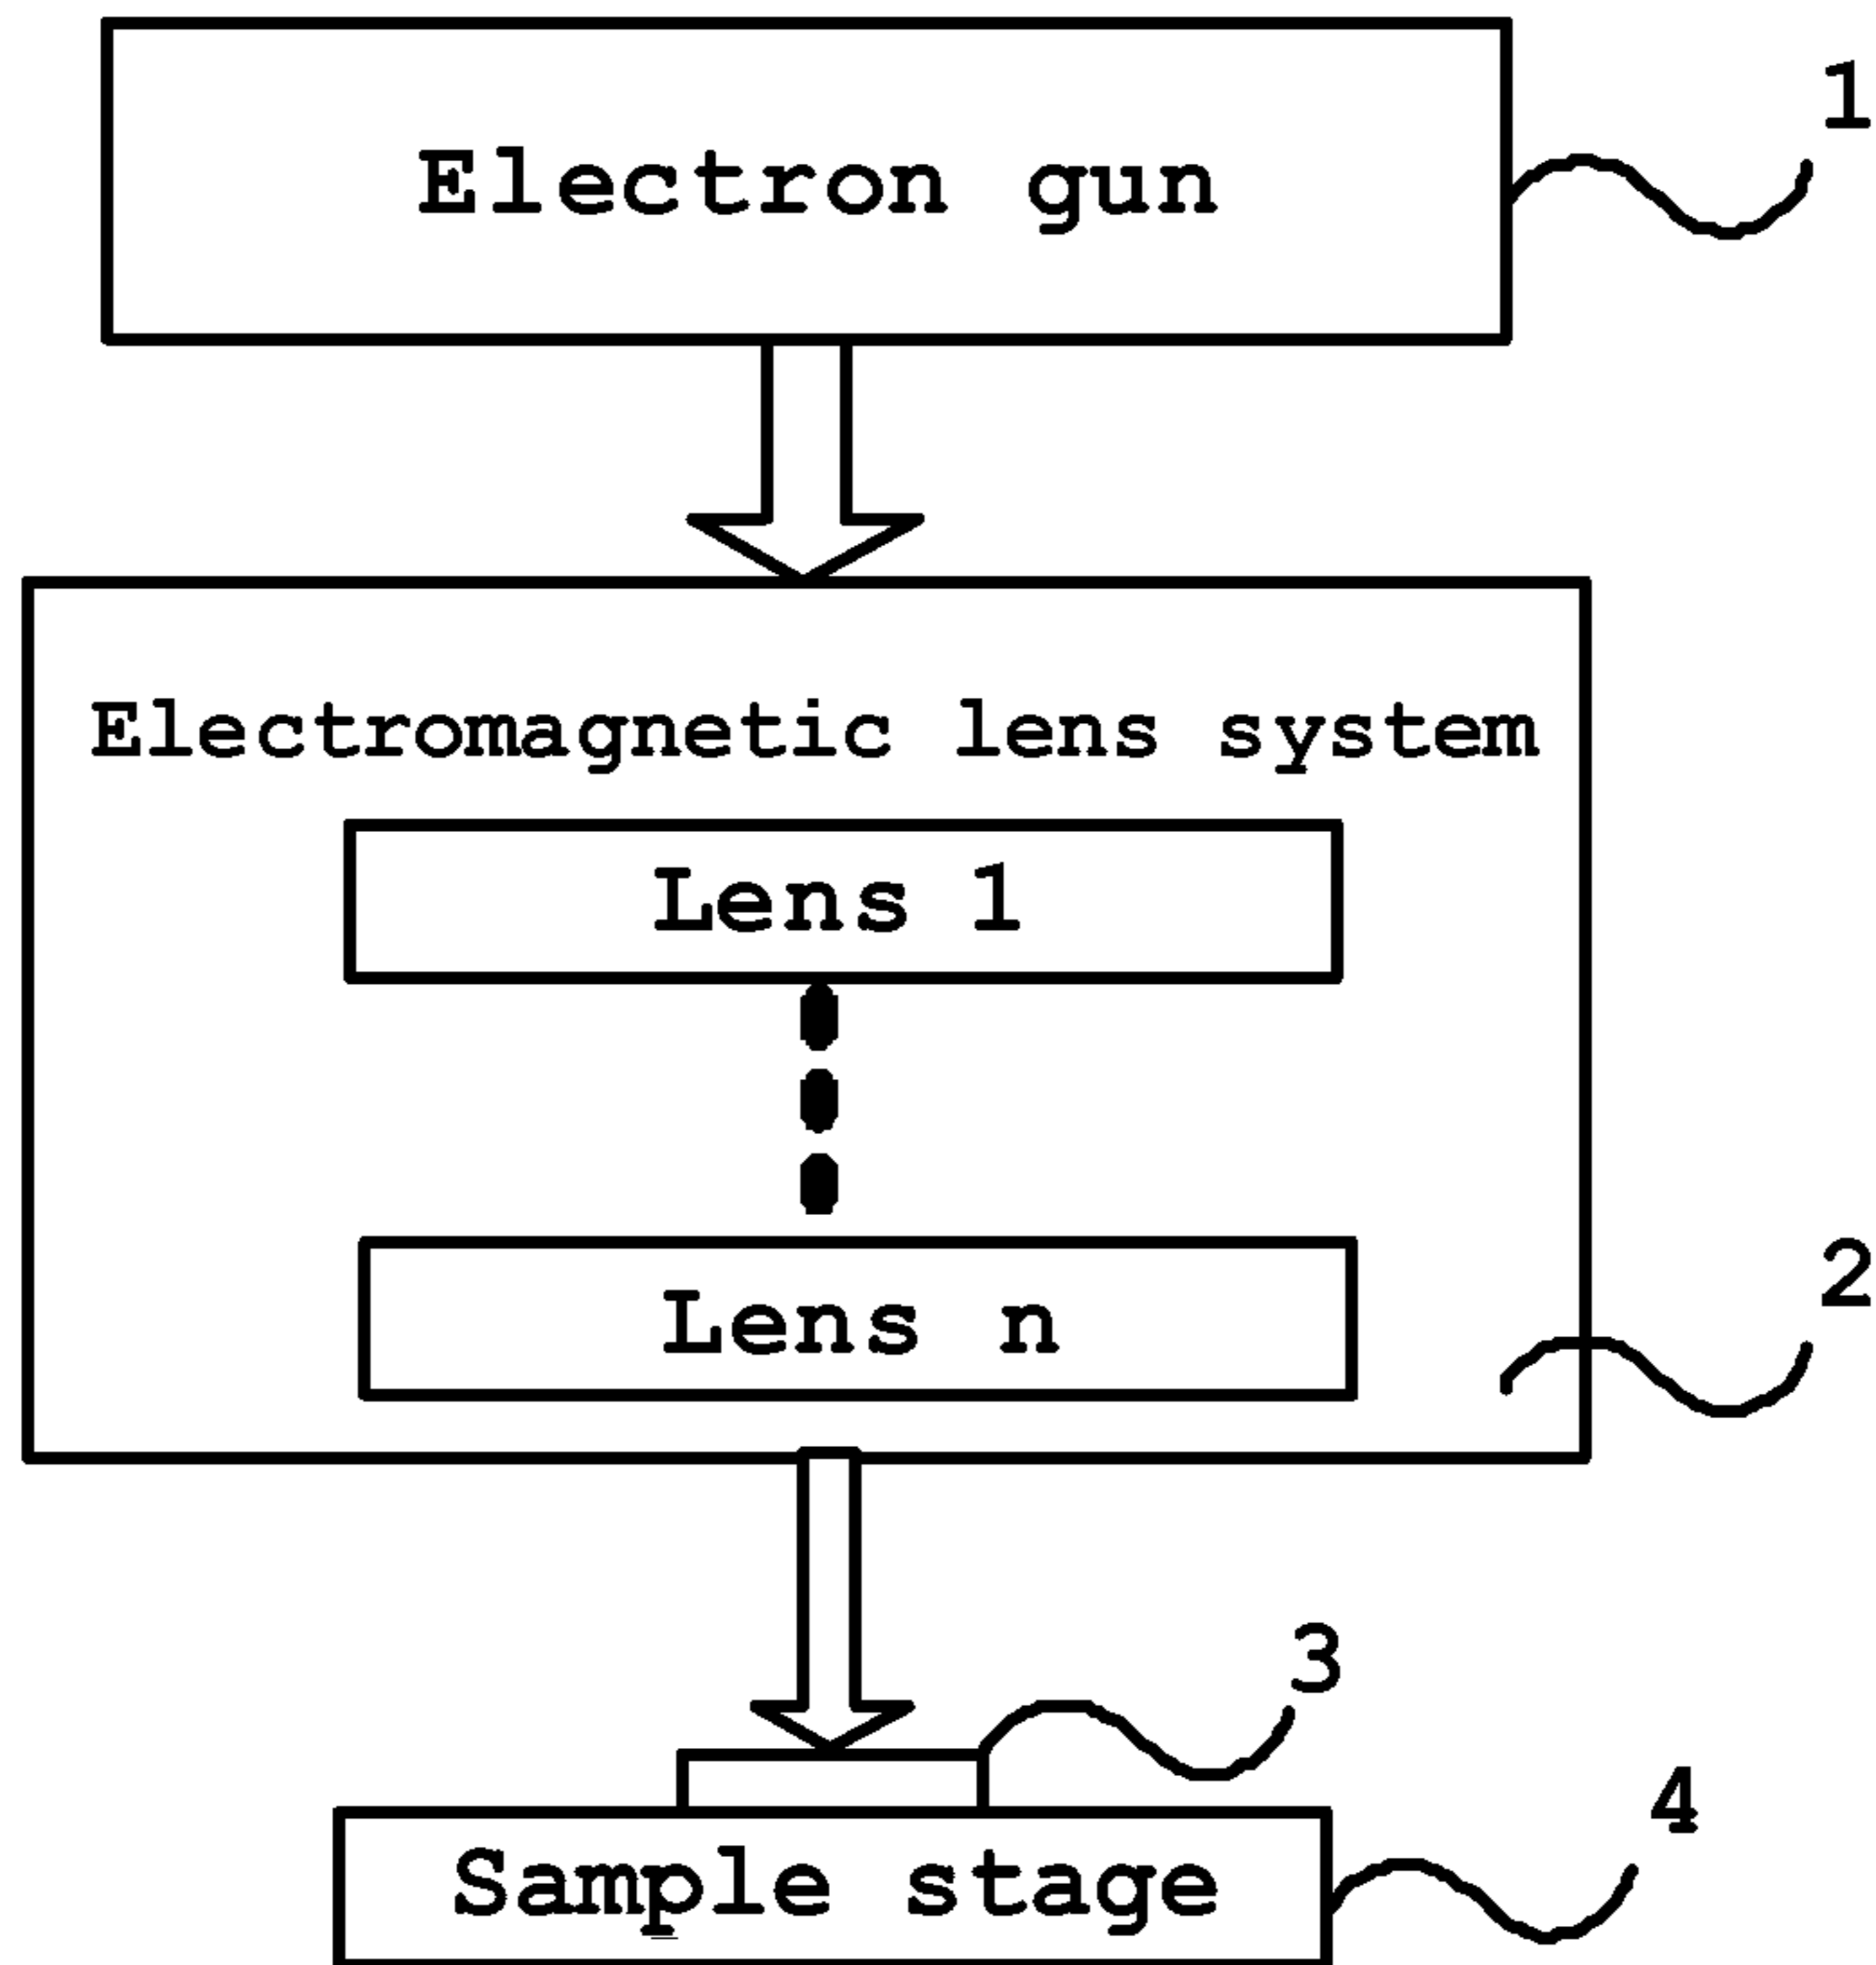 1
Electron gun
Electromagnetic lens system
Lens 1
Lens n
2
3
4
Sample stage